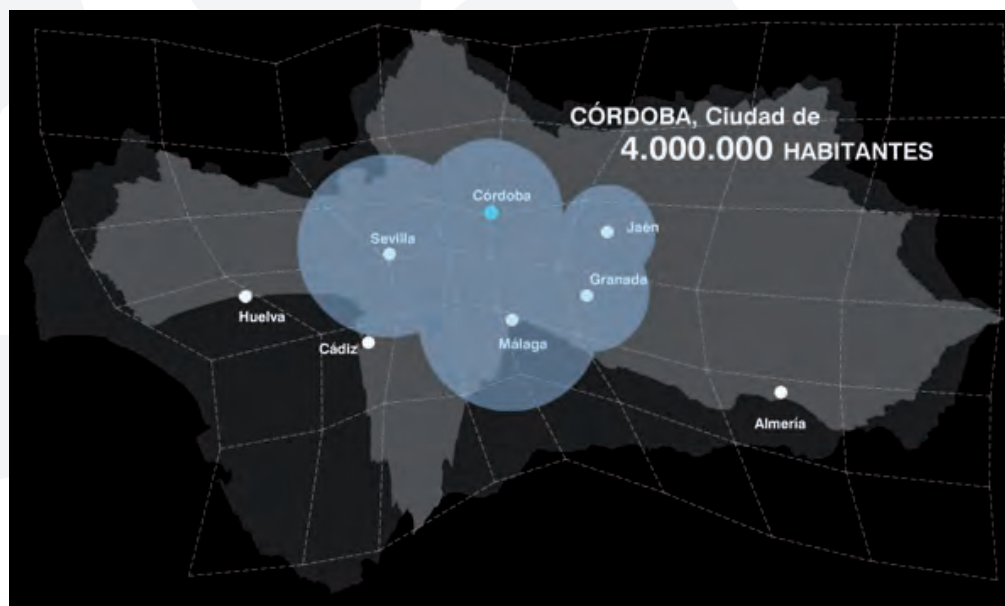 CÓRDOBA, Ciudad de
4.000.000 HABITANTES
Córdoba
Sevilla
Jaén
Granada
Huelva
Málaga
Cádiz
Almería